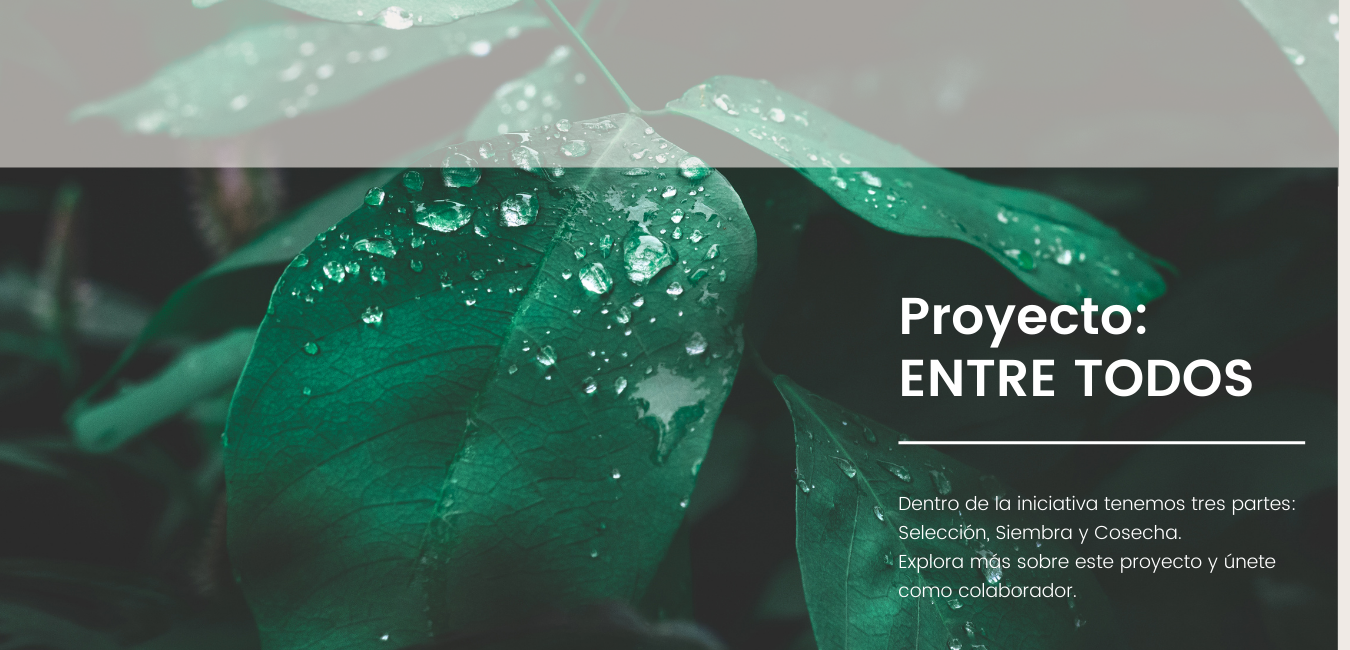 Proyecto:
ENTRE TODOS
Dentro de la iniciativa tenemos tres partes:
Selección, Siembra y Cosecha.
Explora más sobre este proyecto y únete
como colaborador.